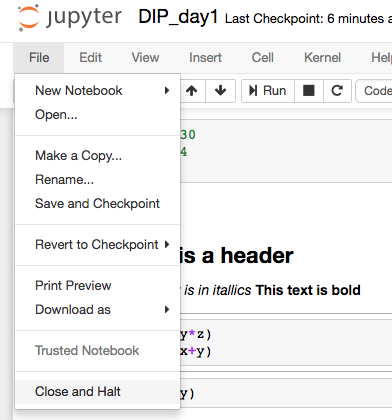 jupyter DIP_day1 Last Checkpoint: 6 minutes a
File Edit View Insert Cell Kernel Help
Run Code
New Notebook
Open...
30
4
Make a Copy...
Rename...
Save and Checkpoint
Revert to Checkpoint
is a header
Print Preview
is in itallics This text is bold
Download as
y*z)
Trusted Notebook
x+y)
Close and Halt
y)